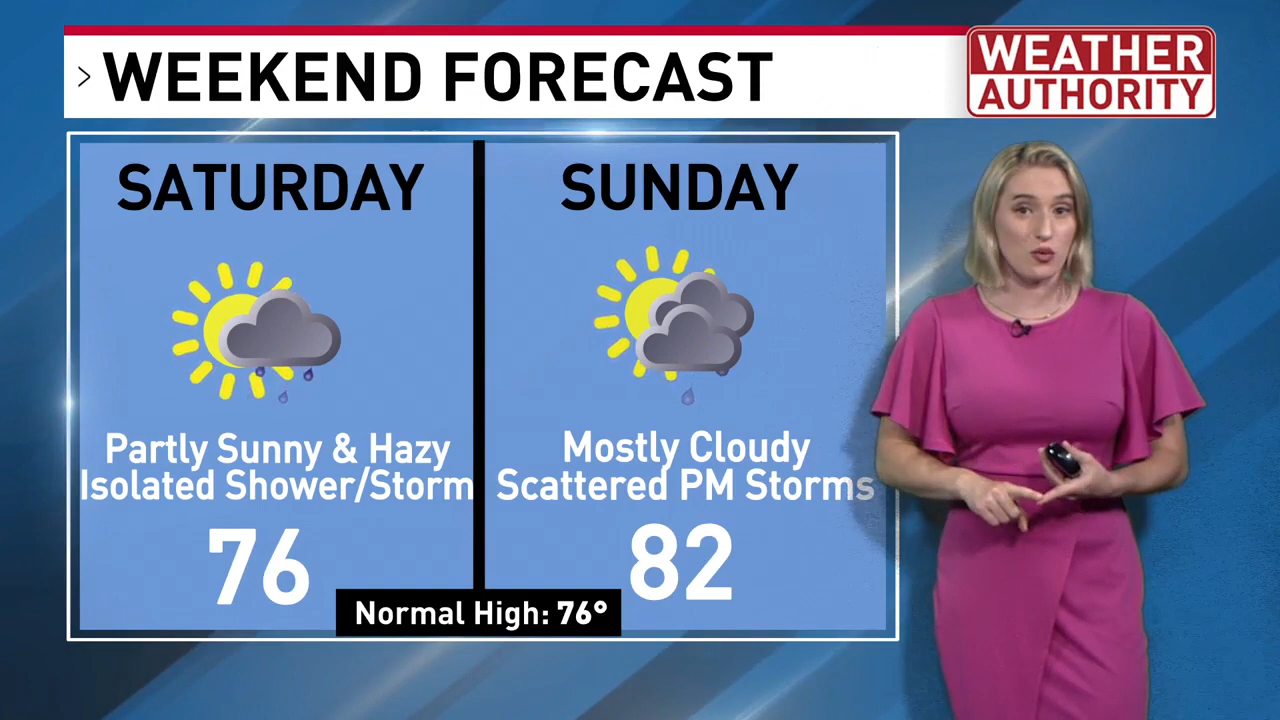 > WEEKEND FORECAST
WEATHER
AUTHORITY
SATURDAY
Partly Sunny & Hazy
Isolated Shower/Storm
76
SUNDAY
Mostly Cloudy
Scattered PM Storms
82
Normal High: 76°